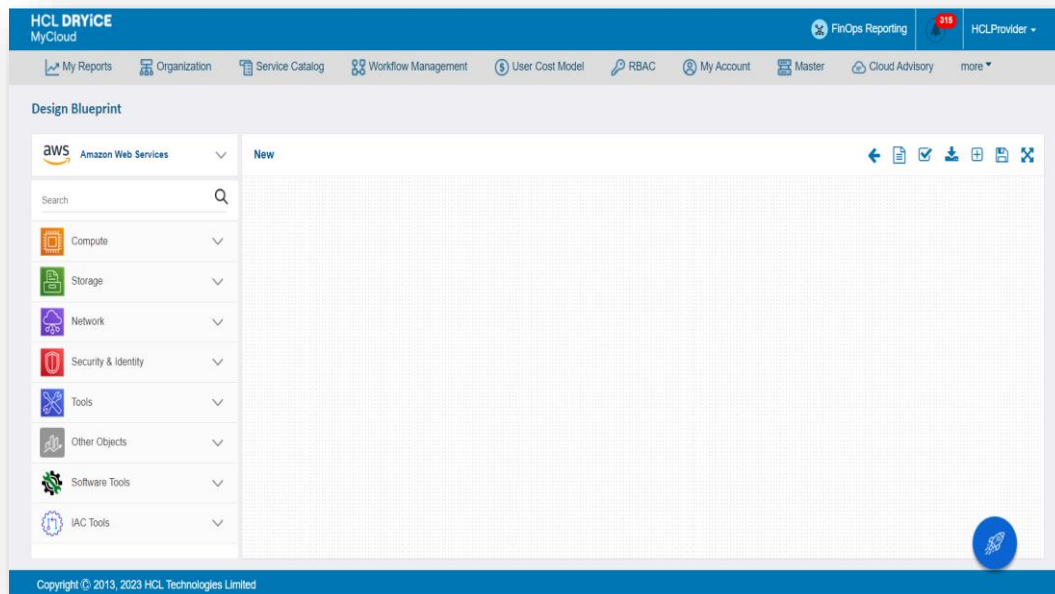 HCL DRYiCE
MyCloud
FinOps Reporting
315
HCLProvider
My Reports Organization Service Catalog Workflow Management User Cost Model RBAC My Account Master Cloud Advisory more
Design Blueprint
aws Amazon Web Services
New
Search
Compute
Storage
Network
Security & Identity
Tools
Other Objects
Software Tools
IAC Tools
Copyright © 2013, 2023 HCL Technologies Limited